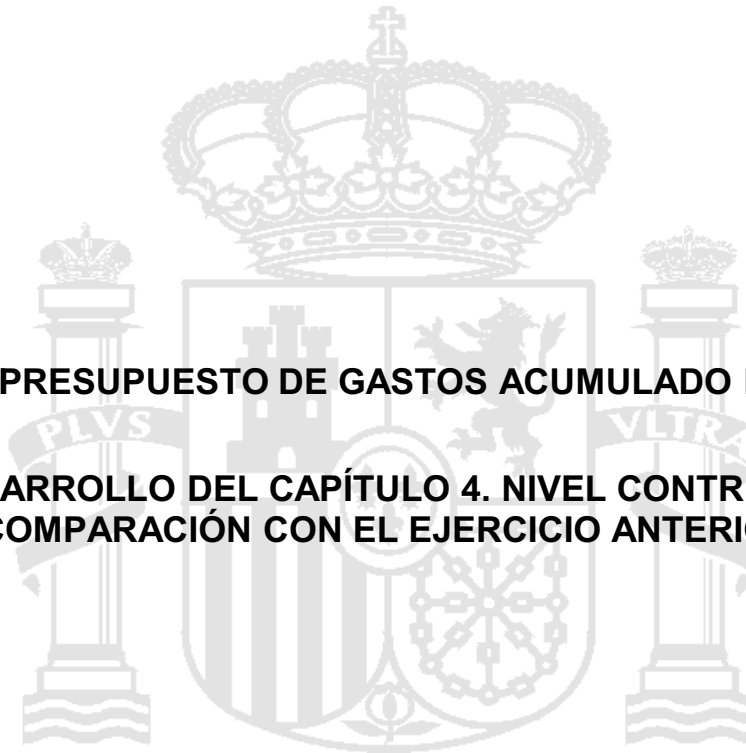 PRESUPUESTO DE GASTOS ACUMULADO
PLVS
VLTRA
ARROLLO DEL CAPÍTULO 4. NIVEL CONTR
COMPARACIÓN CON EL EJERCICIO ANTERIO